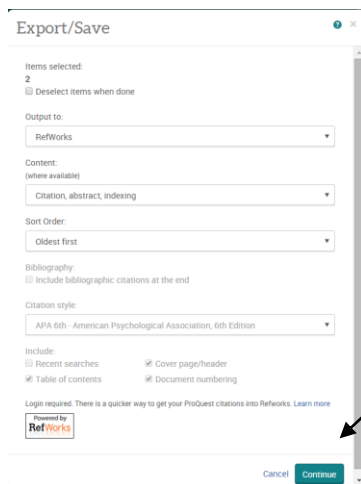 Export/Save
Items selected:
2
Deselect items when done
Output to:
RefWorks
Content:
(where available)
Citation, abstract, indexing
Sort Order:
Oldest first
Bibliography:
Include bibliographic citations at the end
Citation style:
APA 6th - American Psychological Association, 6th Edition
Include:
Recent searches Cover page/header
Table of contents Document numbering
Login required. There is a quicker way to get your ProQuest citations into Refworks. Learn more
Powered by
RefWorks
Cancel Continue